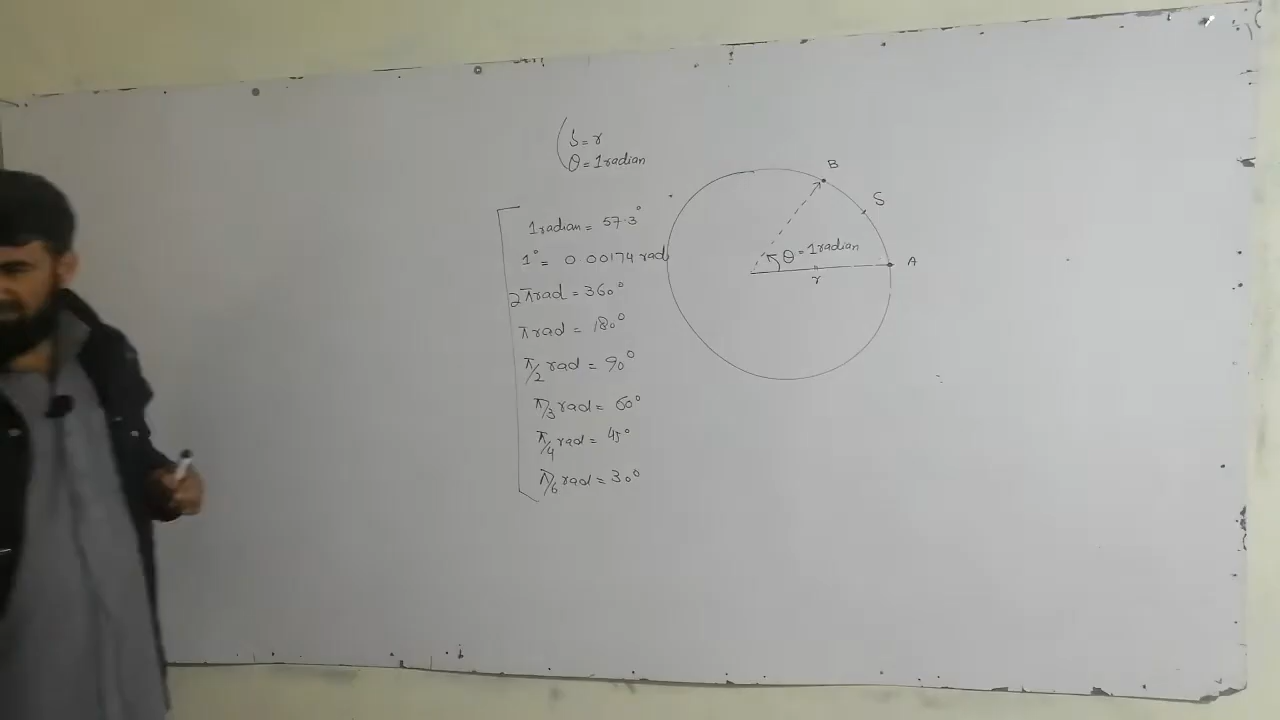 S = r
θ = 1 radian
1 radian = 57.3°
1° = 0.00174 rad
2π rad = 360°
π rad = 180°
π/2 rad = 90°
π/3 rad = 60°
π/4 rad = 45°
π/6 rad = 30°
B
S
θ = 1 radian
A
r